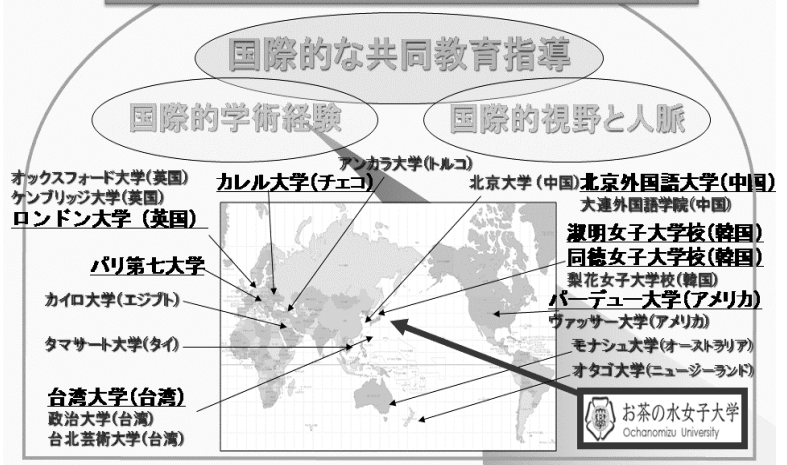 国際的な共同教育指導
国際的学術経験
国際的視野と人脈
アンカラ大学(トルコ)
オックスフォード大学(英国)
ケンブリッジ大学(英国)
ロンドン大学（英国）
カレル大学(チェコ)
北京大学（中国）
北京外国語大学(中国)
大連外国語学院(中国)
淑明女子大学校(韓国)
同徳女子大学校(韓国)
梨花女子大学校(韓国)
パリ第七大学
カイロ大学(エジプト)
パーデュー大学(アメリカ)
ヴァッサー大学(アメリカ)
タマサート大学(タイ)
モナシュ大学(オーストラリア)
オタゴ大学(ニュージーランド)
台湾大学(台湾)
政治大学(台湾)
台北芸術大学(台湾)
お茶の水女子大学
Ochanomizu University